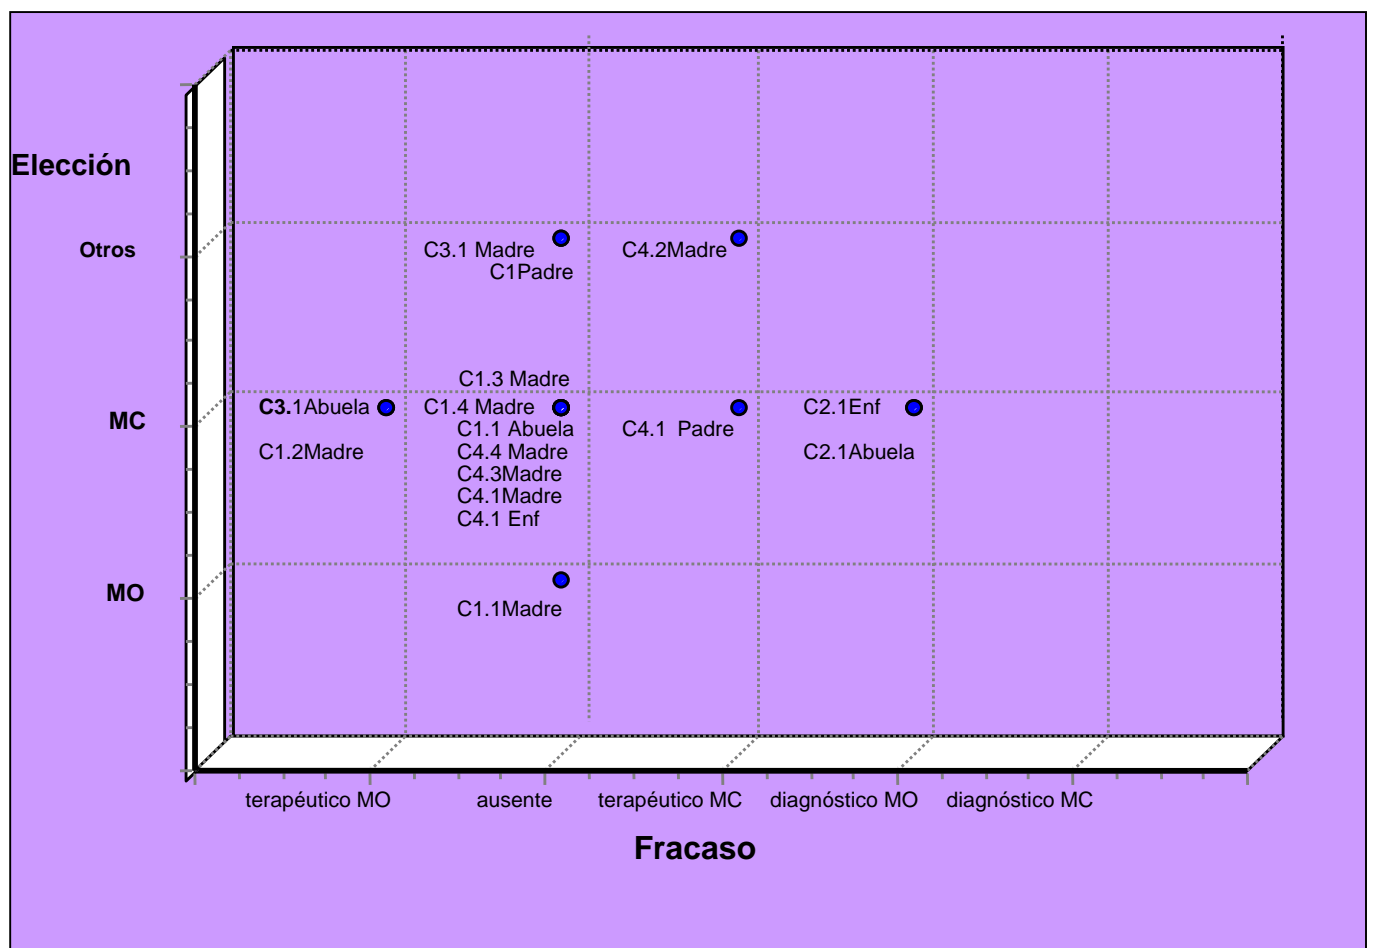 Elección
Otros
C3.1 Madre
C1Padre
C4.2Madre
C1.3 Madre
MC
C3.1Abuela
C1.4 Madre
C2.1Enf
C1.1 Abuela
C4.1 Padre
C1.2Madre
C4.4 Madre
C2.1Abuela
C4.3Madre
C4.1Madre
C4.1 Enf
MO
C1.1Madre
terapéutico MO
ausente
terapéutico MC
diagnóstico MO
diagnóstico MC
Fracaso